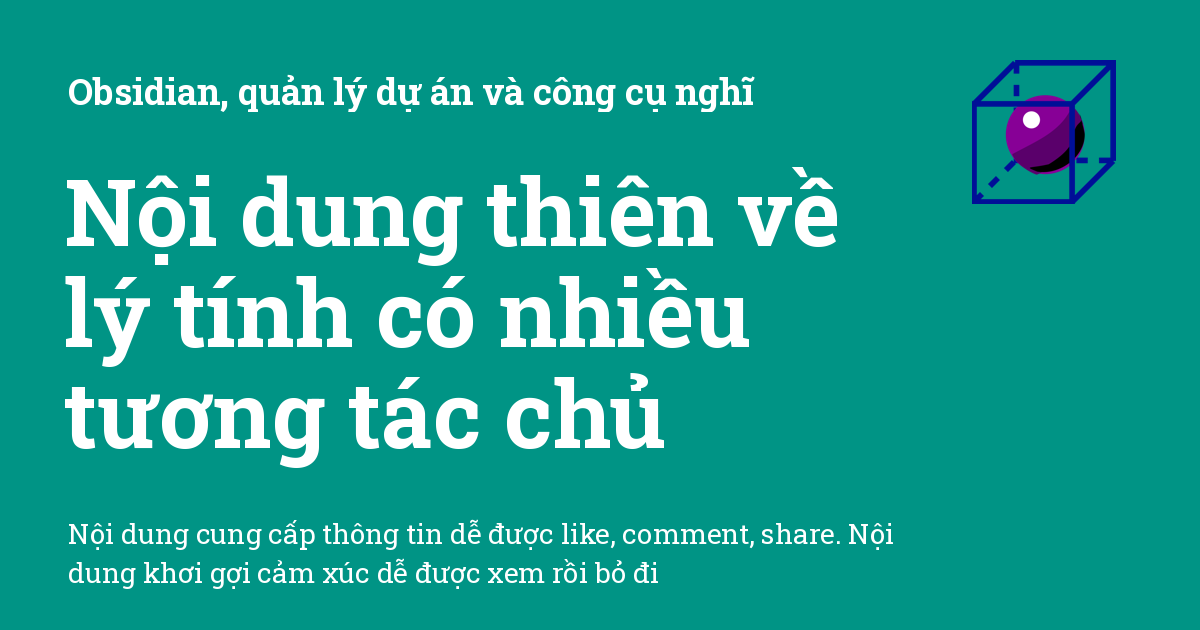 Obsidian, quản lý dự án và công cụ nghĩ
Nội dung thiên về
lý tính có nhiều
tương tác chủ
Nội dung cung cấp thông tin dễ được like, comment, share. Nội
dung khơi gợi cảm xúc dễ được xem rồi bỏ đi